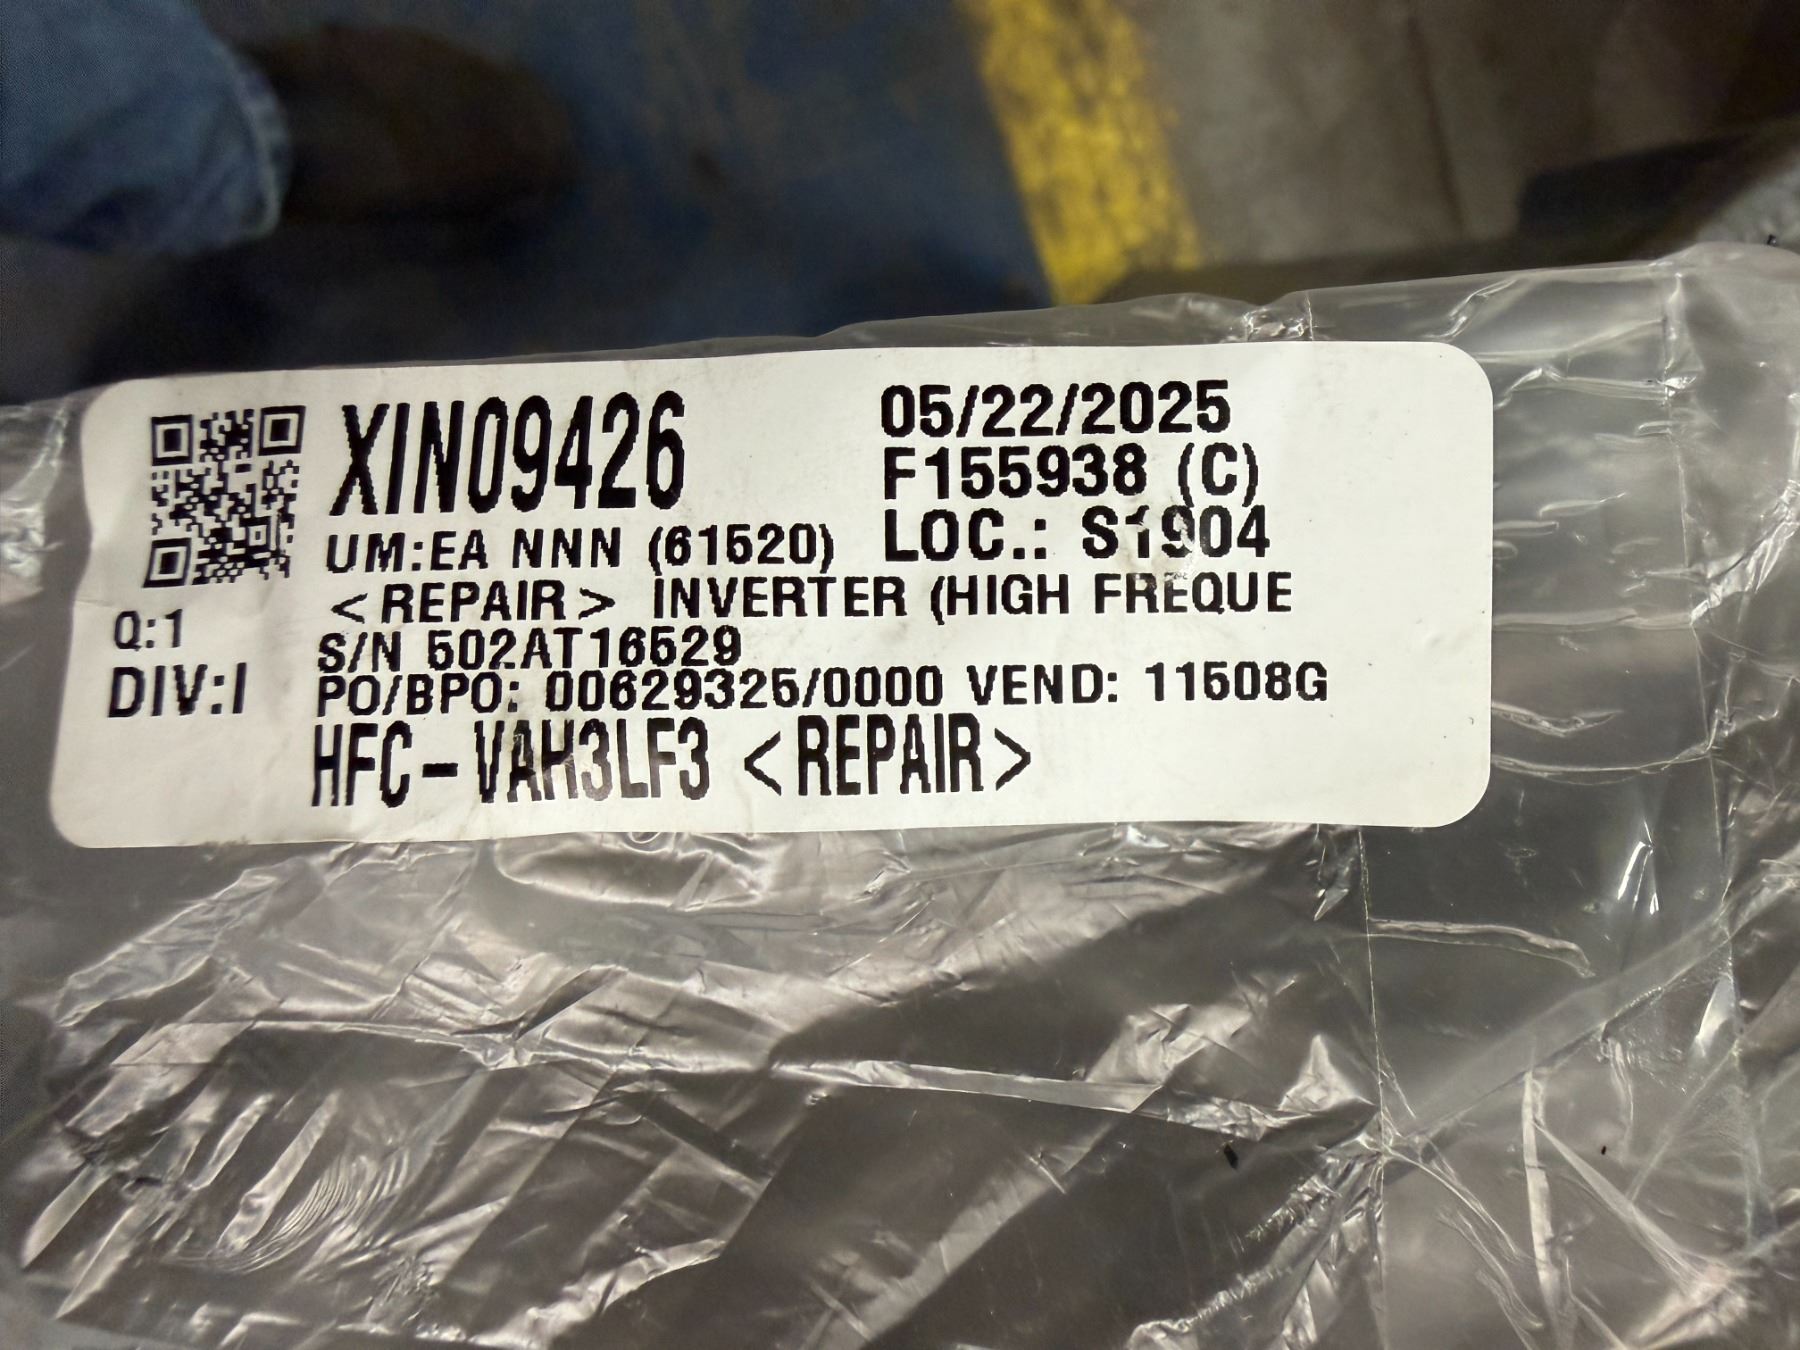 XIN09426
05/22/2025
F155938 (C)
UM:EA NNN (61520)
LOC.: S1904
<REPAIR> INVERTER (HIGH FREQUE
Q:1
S/N 502AT16529
DIV:I
PO/BPO: 00629325/0000 VEND: 11508G
HFC-VAH3LF3 <REPAIR>